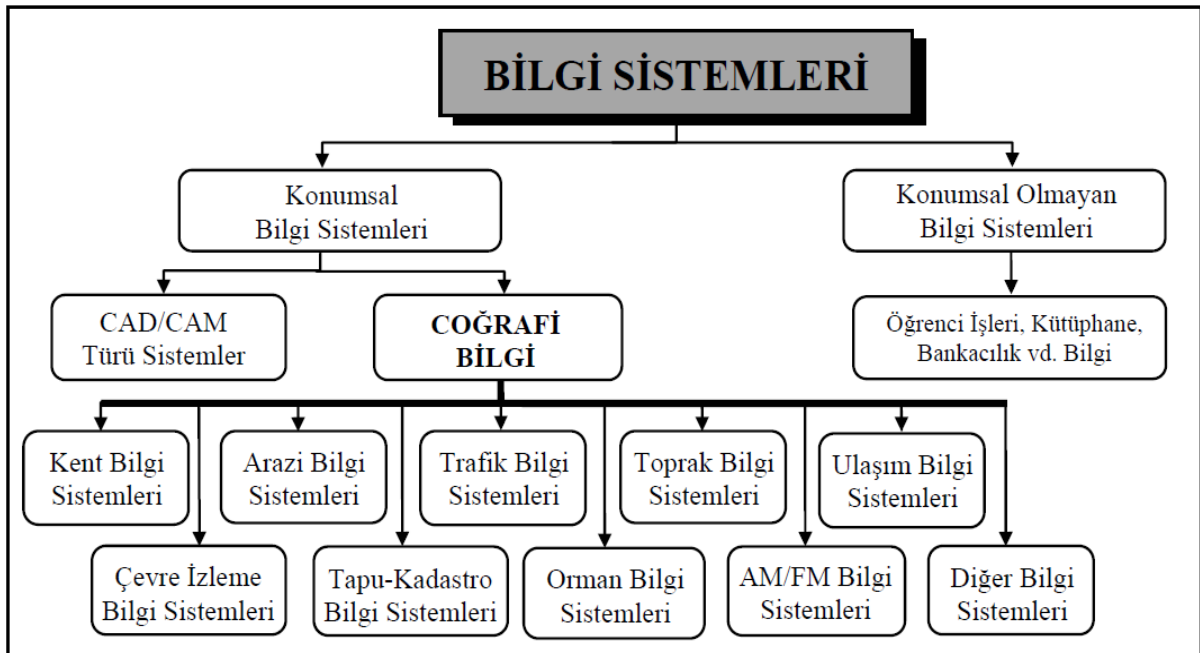 BİLGİ SİSTEMLERİ
Konumsal
Bilgi Sistemleri
Konumsal Olmayan
Bilgi Sistemleri
CAD/CAM
Türü Sistemler
COĞRAFİ
BİLGİ
Öğrenci İşleri, Kütüphane,
Bankacılık vd. Bilgi
Kent Bilgi
Sistemleri
Arazi Bilgi
Sistemleri
Trafik Bilgi
Sistemleri
Toprak Bilgi
Sistemleri
Ulaşım Bilgi
Sistemleri
Çevre İzleme
Bilgi Sistemleri
Tapu-Kadastro
Bilgi Sistemleri
Orman Bilgi
Sistemleri
AM/FM Bilgi
Sistemleri
Diğer Bilgi
Sistemleri